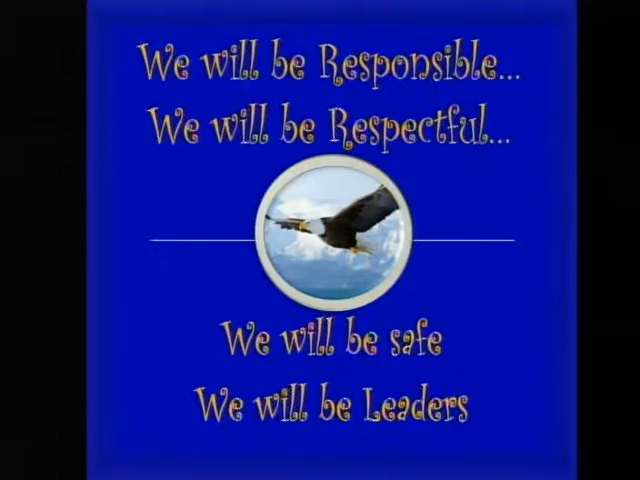 We will be Responsible...
We will be Respectful...
We will be safe
We will be Leaders